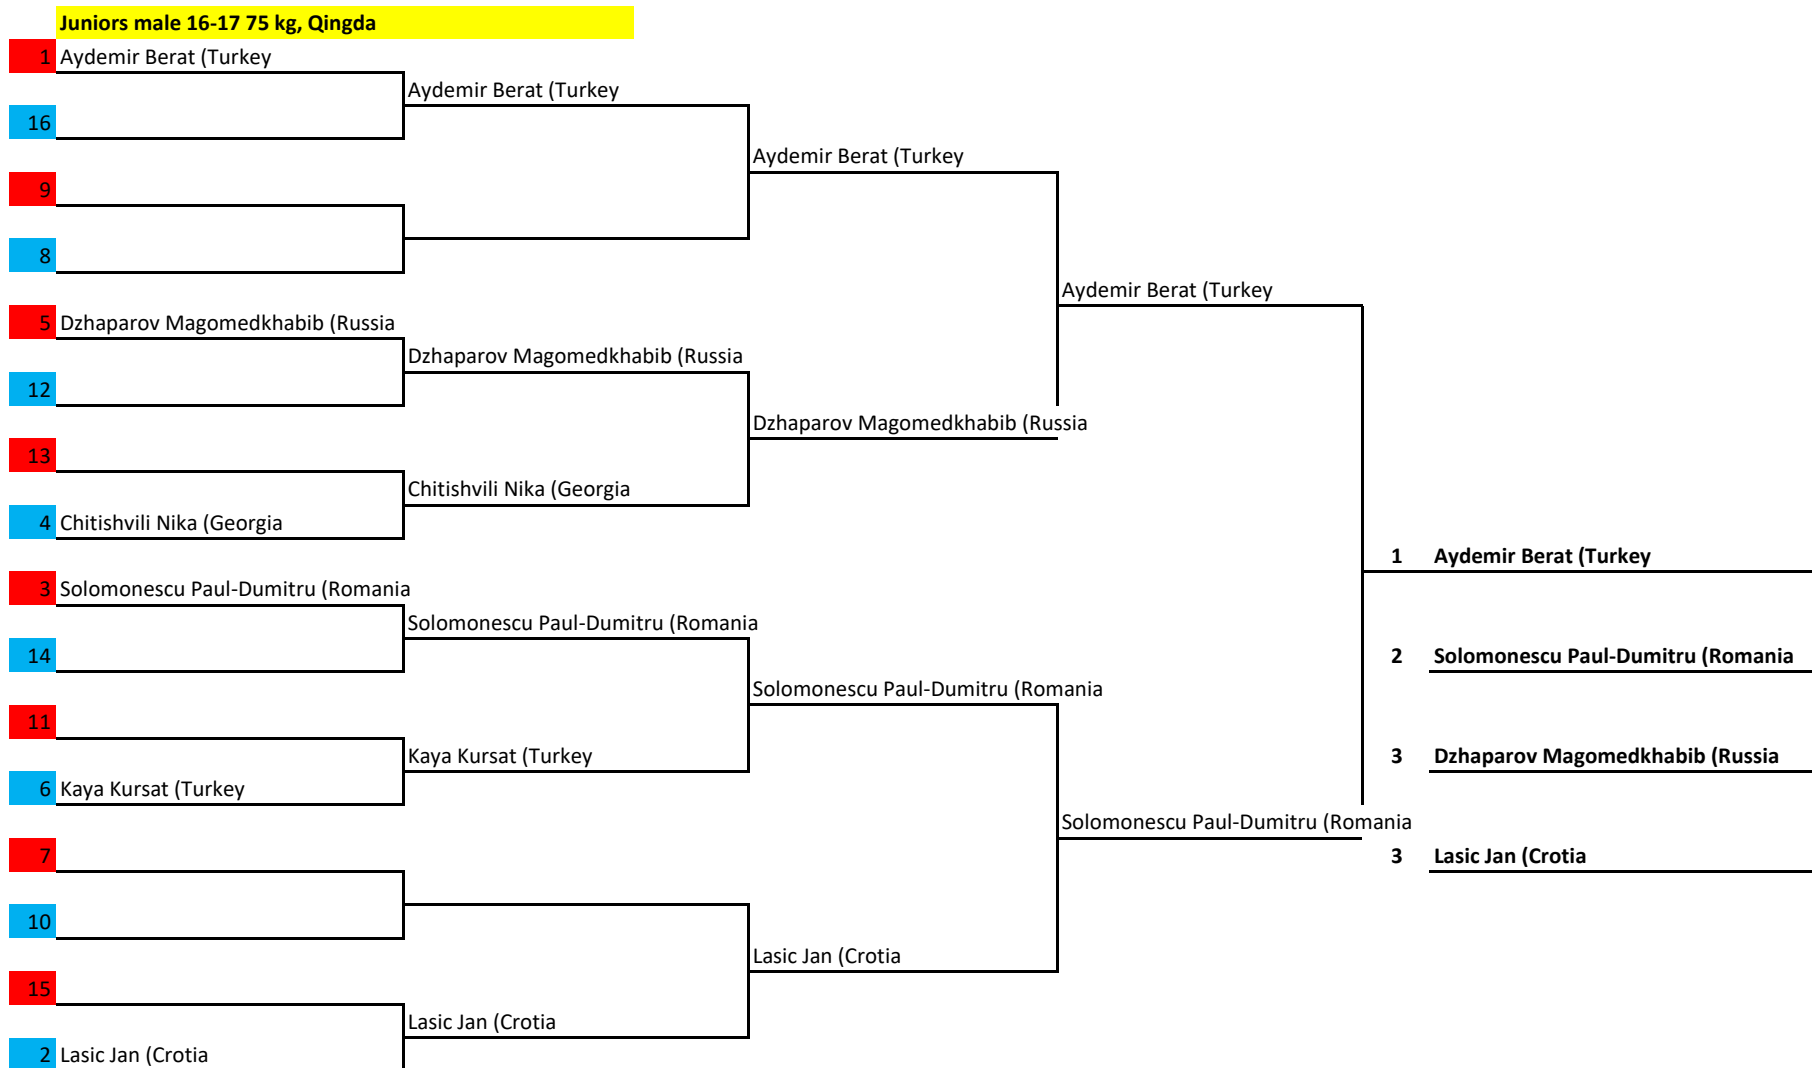 Juniors male 16-17 75 kg, Qingda
1 Aydemir Berat (Turkey
Aydemir Berat (Turkey
16
Aydemir Berat (Turkey
9
8
Aydemir Berat (Turkey
5 Dzhaparov Magomedkhabib (Russia
Dzhaparov Magomedkhabib (Russia
12
Dzhaparov Magomedkhabib (Russia
13
Chitishvili Nika (Georgia
4 Chitishvili Nika (Georgia
1 Aydemir Berat (Turkey
3 Solomonescu Paul-Dumitru (Romania
Solomonescu Paul-Dumitru (Romania
14
2 Solomonescu Paul-Dumitru (Romania
Solomonescu Paul-Dumitru (Romania
11
Kaya Kursat (Turkey
3 Dzhaparov Magomedkhabib (Russia
6 Kaya Kursat (Turkey
Solomonescu Paul-Dumitru (Romania
7
3 Lasic Jan (Crotia
10
Lasic Jan (Crotia
15
Lasic Jan (Crotia
2 Lasic Jan (Crotia